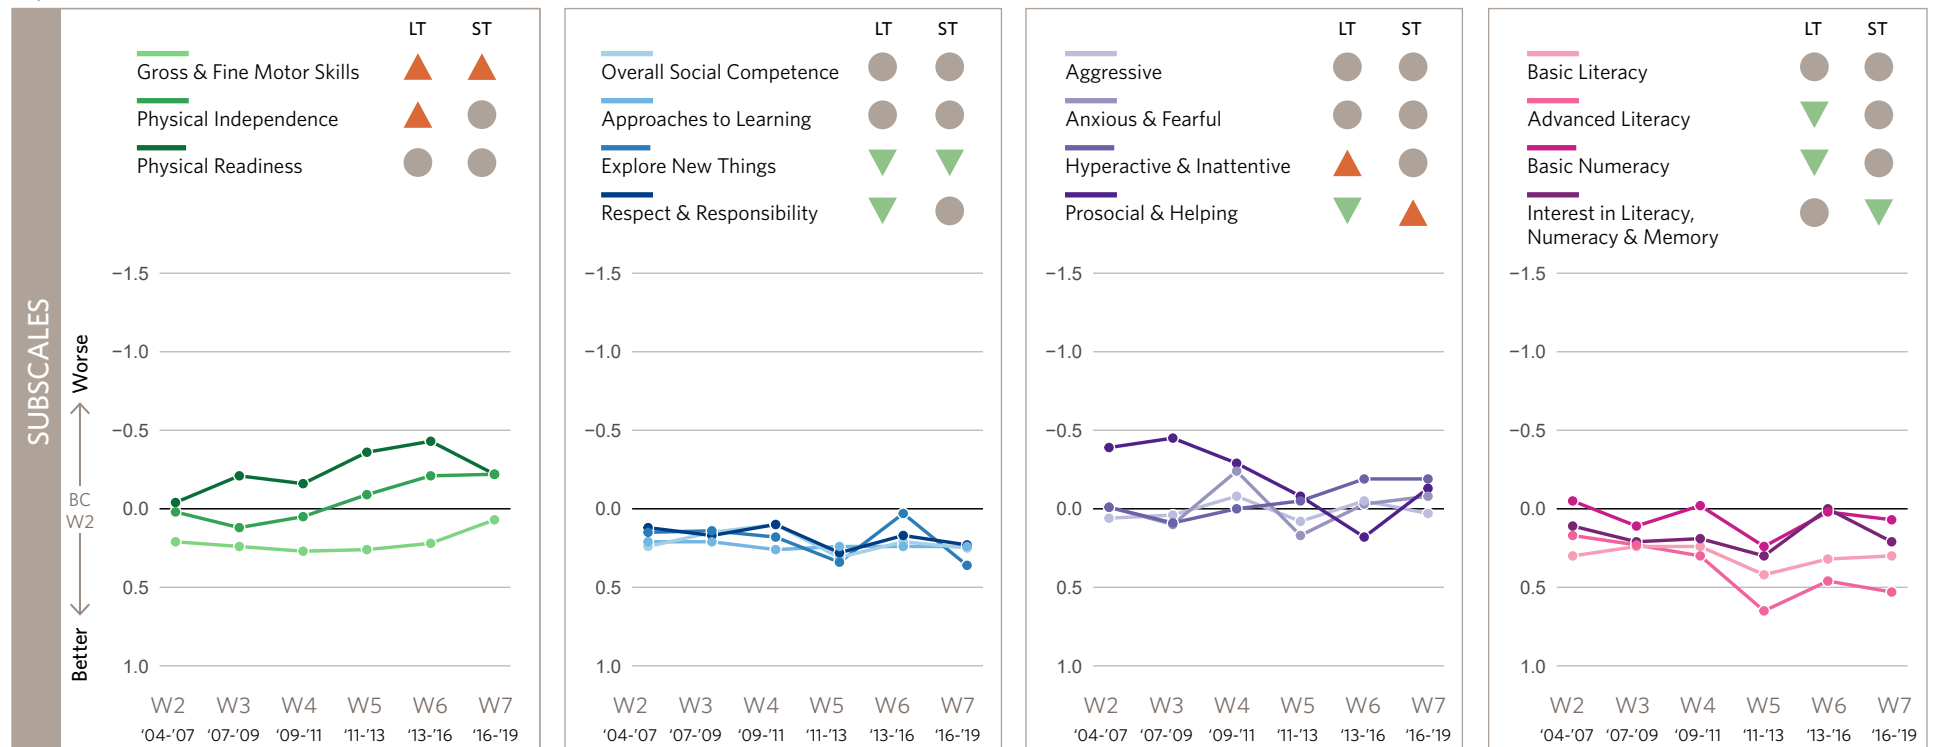 SUBSCALES
Worse
BC
W2
Better
LT ST
Gross & Fine Motor Skills
Physical Independence
Physical Readiness
−1.5
−1.0
−0.5
0.0
0.5
1.0
W2 W3 W4 W5 W6 W7
‘04-’07 ‘07-’09 ‘09-’11 ‘11-’13 ‘13-’16 ‘16-’19
LT ST
Overall Social Competence
Approaches to Learning
Explore New Things
Respect & Responsibility
−1.5
−1.0
−0.5
0.0
0.5
1.0
W2 W3 W4 W5 W6 W7
‘04-’07 ‘07-’09 ‘09-’11 ‘11-’13 ‘13-’16 ‘16-’19
LT ST
Aggressive
Anxious & Fearful
Hyperactive & Inattentive
Prosocial & Helping
−1.5
−1.0
−0.5
0.0
0.5
1.0
W2 W3 W4 W5 W6 W7
‘04-’07 ‘07-’09 ‘09-’11 ‘11-’13 ‘13-’16 ‘16-’19
LT ST
Basic Literacy
Advanced Literacy
Basic Numeracy
Interest in Literacy,
Numeracy & Memory
−1.5
−1.0
−0.5
0.0
0.5
1.0
W2 W3 W4 W5 W6 W7
‘04-’07 ‘07-’09 ‘09-’11 ‘11-’13 ‘13-’16 ‘16-’19